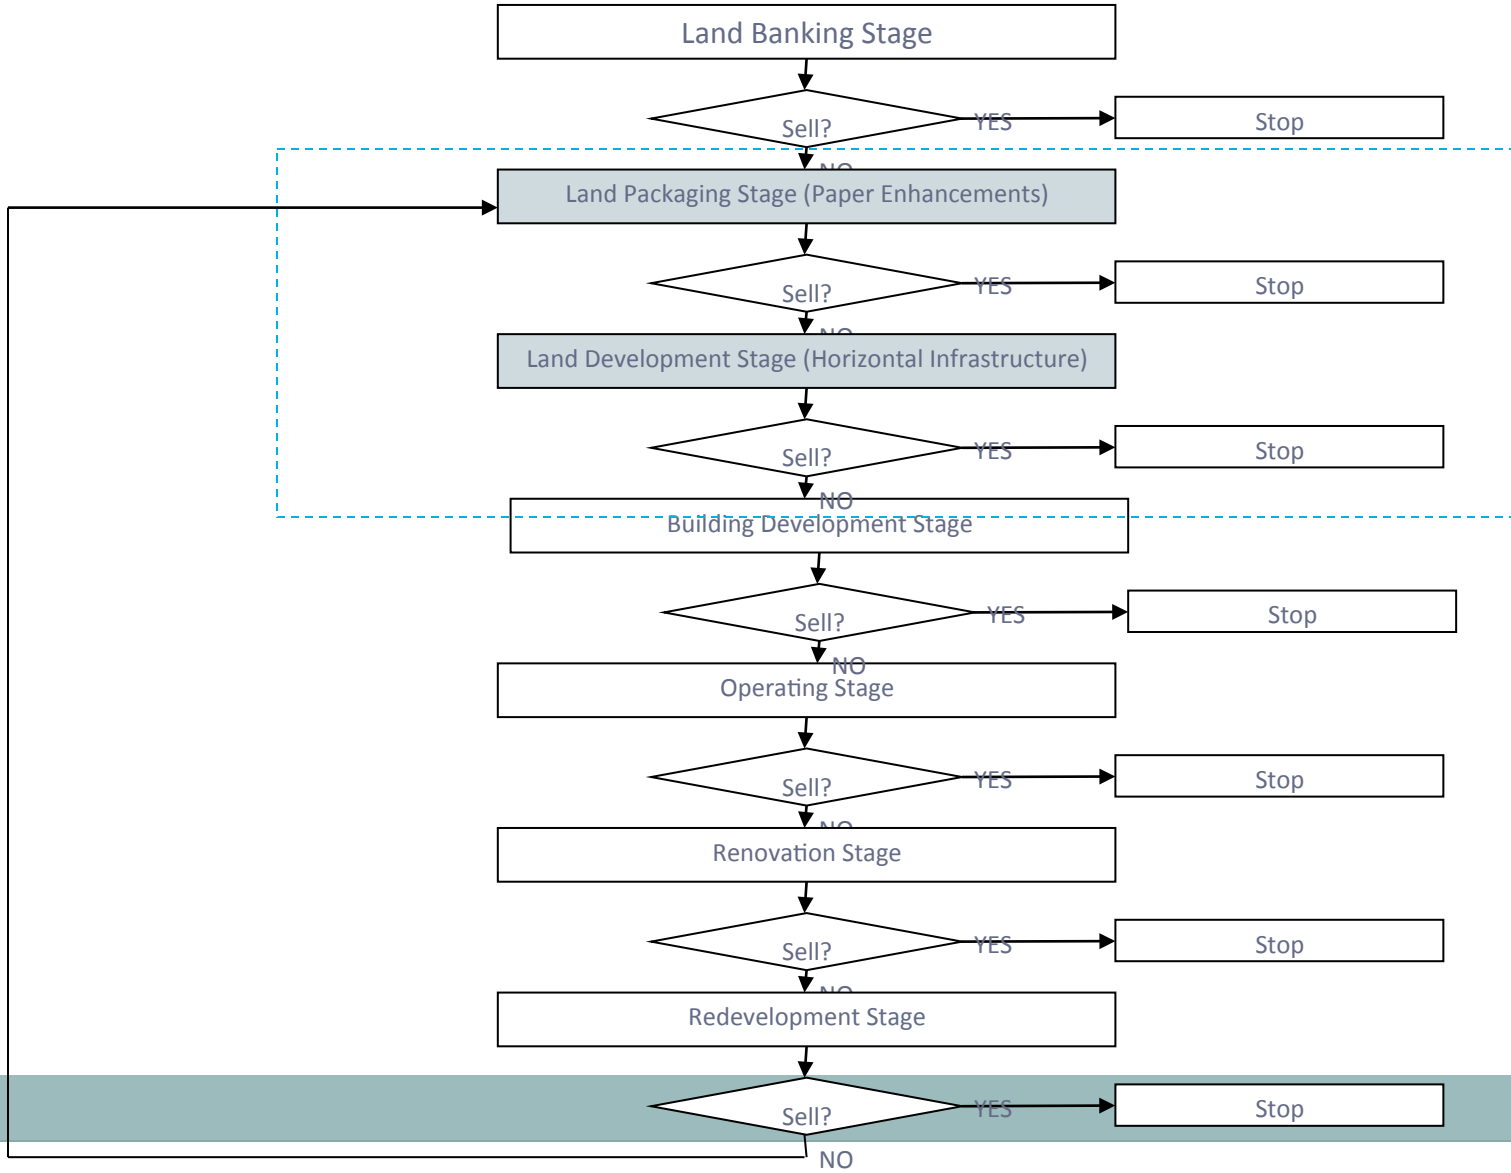 Land Banking Stage
Sell?
YES
Stop
NO
Land Packaging Stage (Paper Enhancements)
Sell?
YES
Stop
NO
Land Development Stage (Horizontal Infrastructure)
Sell?
YES
Stop
NO
Building Development Stage
Sell?
YES
Stop
NO
Operating Stage
Sell?
YES
Stop
NO
Renovation Stage
Sell?
YES
Stop
NO
Redevelopment Stage
Sell?
YES
Stop
NO